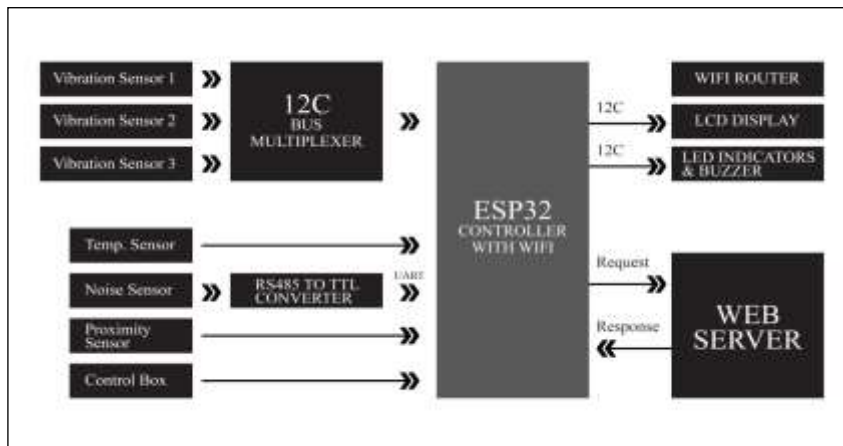 Vibration Sensor 1
Vibration Sensor 2
Vibration Sensor 3
12C
BUS
MULTIPLEXER
Temp. Sensor
Noise Sensor
RS485 TO TTL
CONVERTER
UART
Proximity
Sensor
Control Box
ESP32
CONTROLLER
WITH WIFI
12C
12C
WIFI ROUTER
LCD DISPLAY
LED INDICATORS
& BUZZER
Request
Response
WEB
SERVER